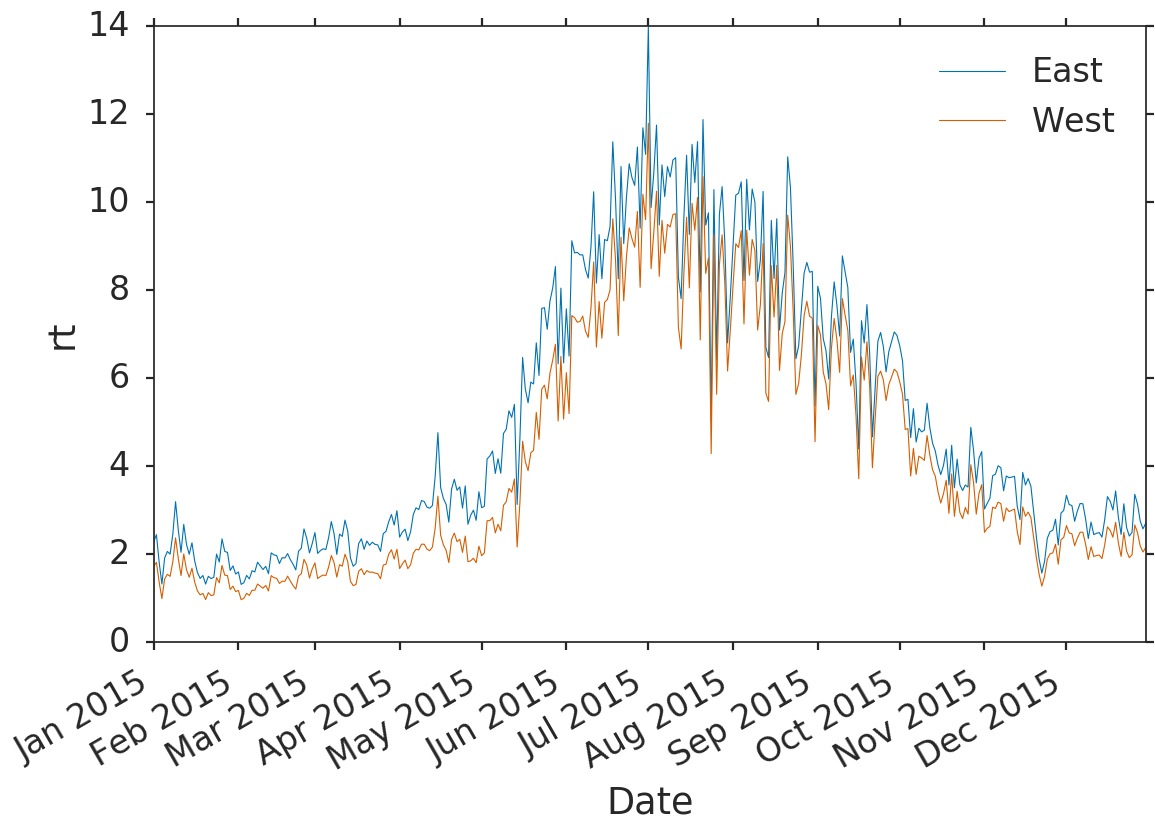 14
12
10
8
6
4
2
0
rt
East
West
Jan 2015
Feb 2015
Mar 2015
Apr 2015
May 2015
Jun 2015
Jul 2015
Aug 2015
Sep 2015
Oct 2015
Nov 2015
Dec 2015
Date